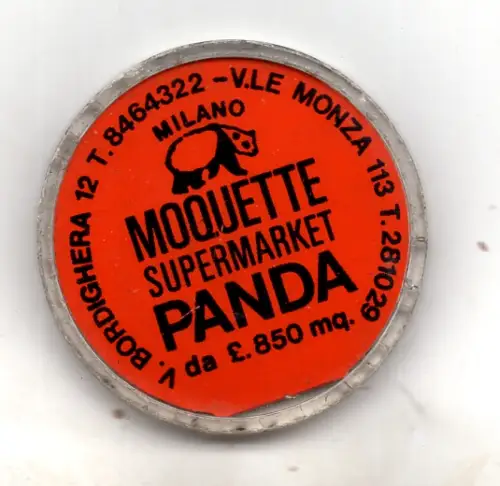 V. BORDIGHERA 12 T. 8464322 - V.LE MONZA 113 T. 281029
MILANO
MOQUETTE
SUPERMARKET
PANDA
da £. 850 mq.